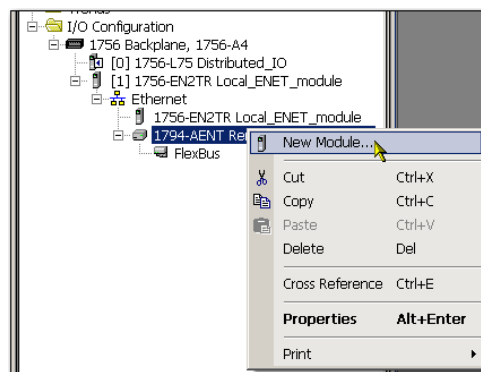 I/O Configuration
1756 Backplane, 1756-A4
[0] 1756-L75 Distributed_IO
[1] 1756-EN2TR Local_ENET_module
Ethernet
1756-EN2TR Local_ENET_module
1794-AENT
FlexBus
New Module...
Cut Ctrl+X
Copy Ctrl+C
Paste Ctrl+V
Delete Del
Cross Reference Ctrl+E
Properties Alt+Enter
Print